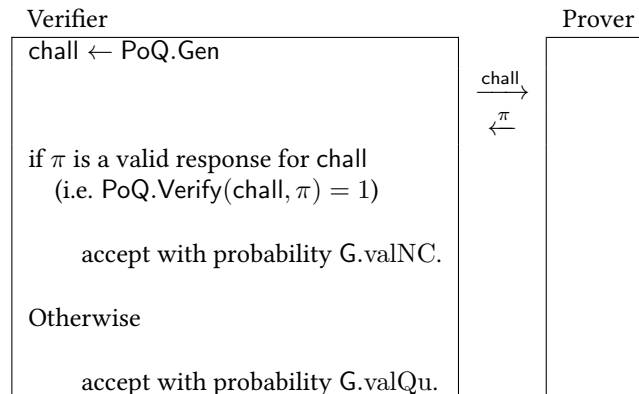 Verifier
Prover
chall ← PoQ.Gen
chall
π
if π is a valid response for chall
(i.e. PoQ.Verify(chall, π) = 1)
accept with probability G.valNC.
Otherwise
accept with probability G.valQu.